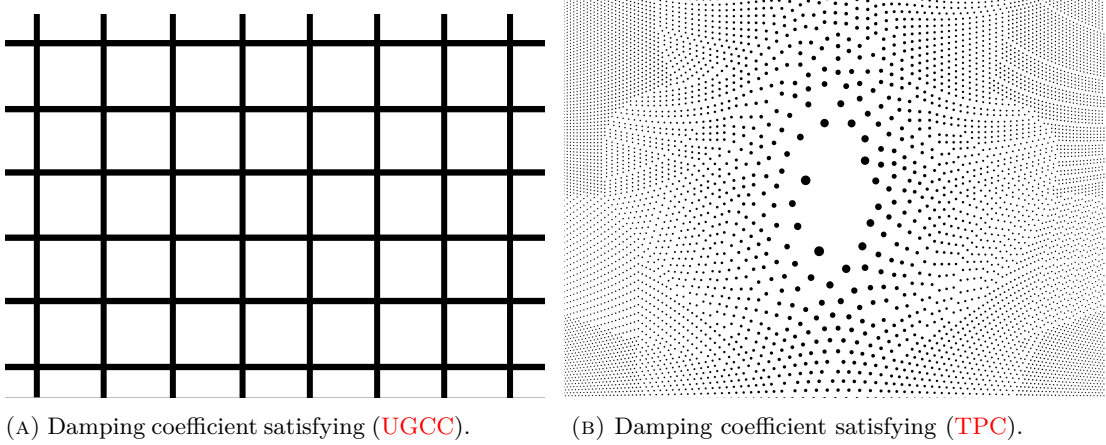 (A) Damping coefficient satisfying (UGCC).
(B) Damping coefficient satisfying (TPC).